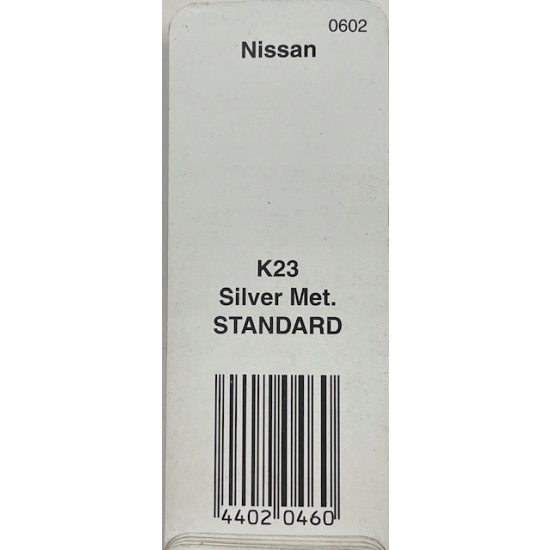 0602
Nissan
K23
Silver Met.
STANDARD
4402 0460